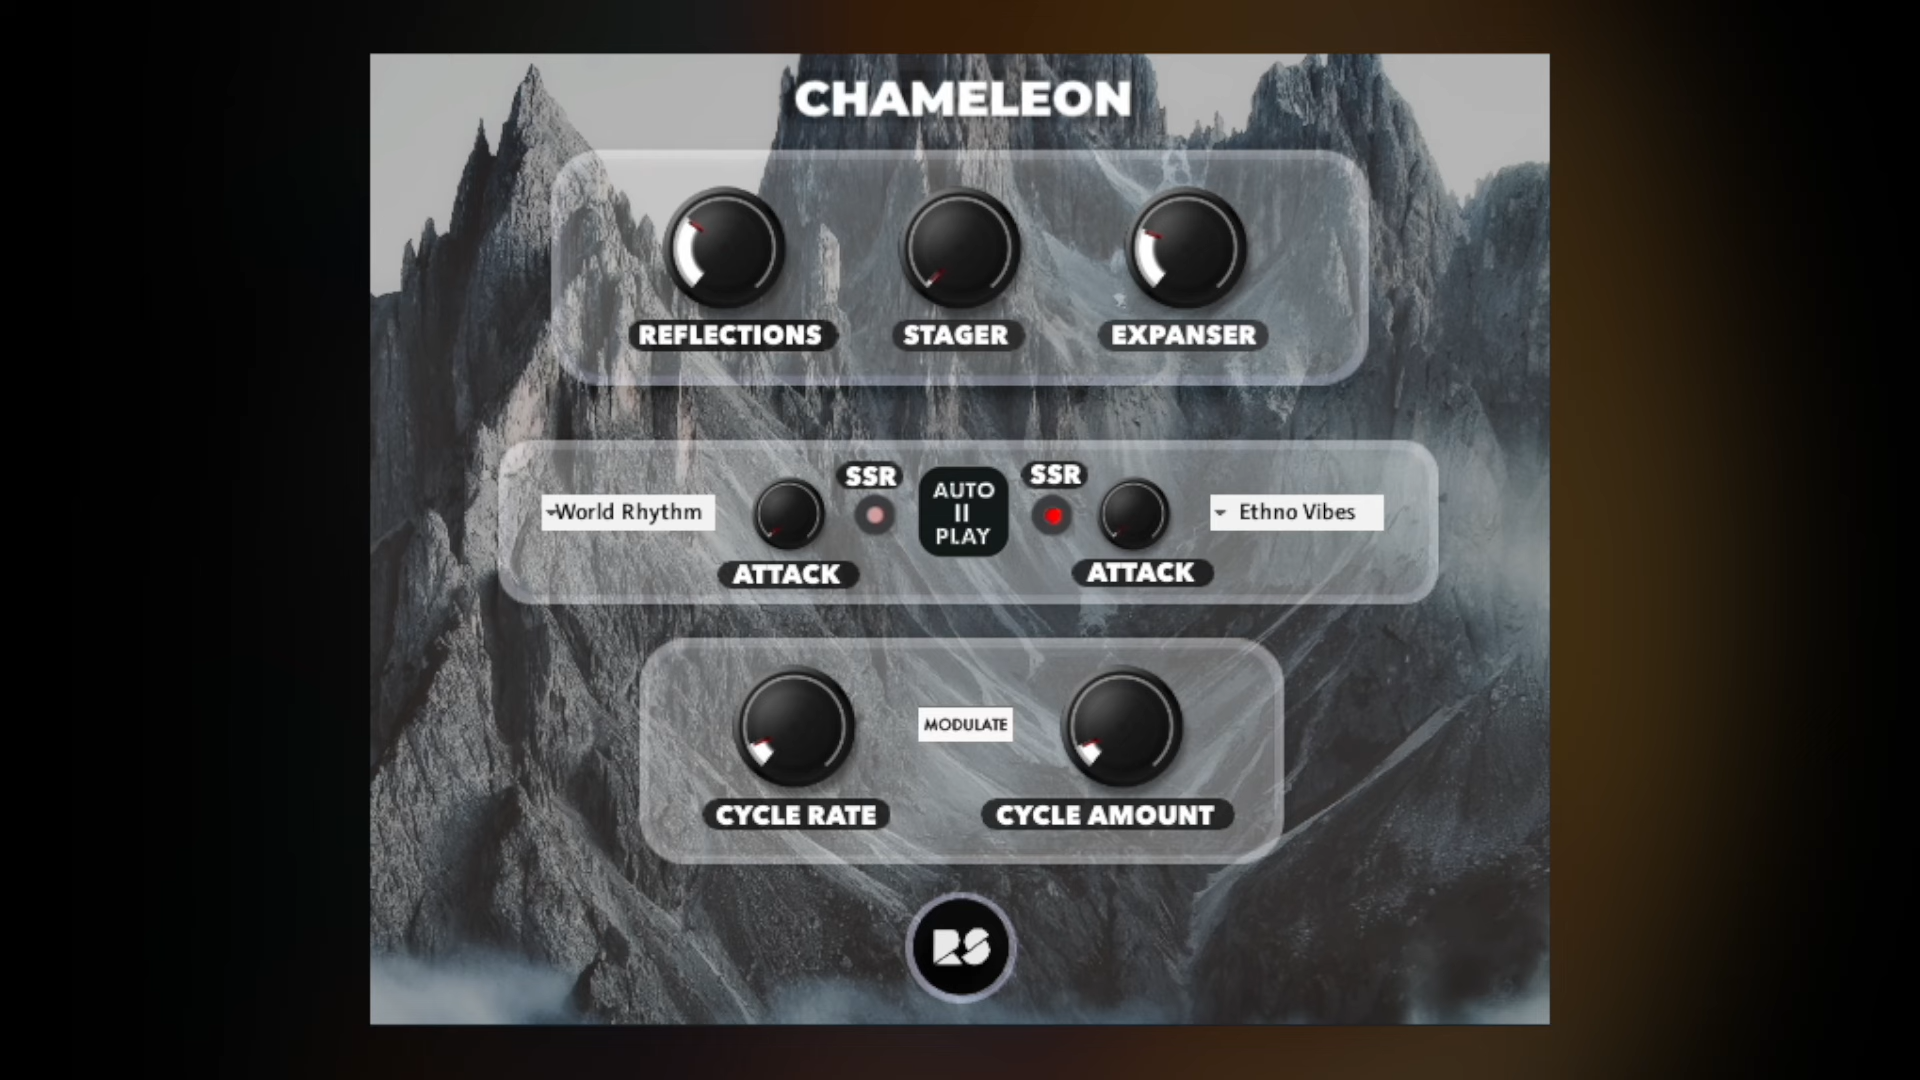 CHAMELEON
REFLECTIONS
STAGER
EXPANSER
World Rhythm
ATTACK
SSR
AUTO
II
PLAY
SSR
ATTACK
Ethno Vibes
CYCLE RATE
MODULATE
CYCLE AMOUNT
RS